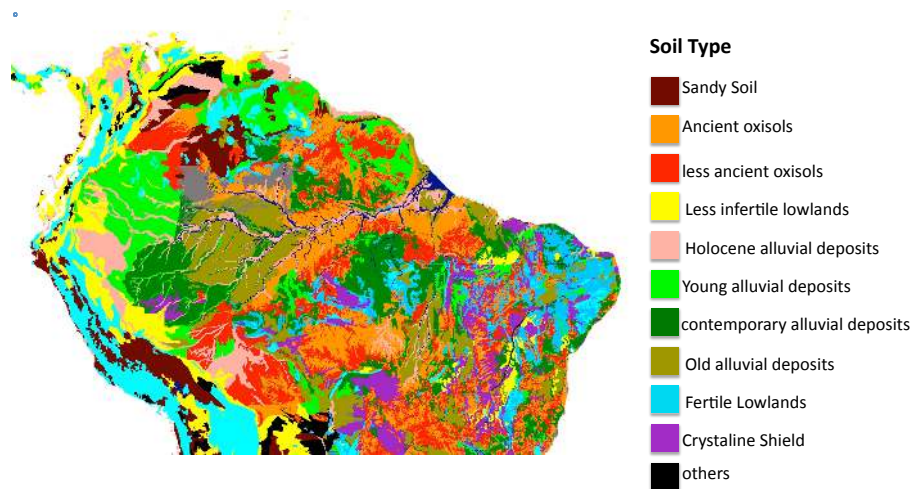 Soil Type
Sandy Soil
Ancient oxisols
less ancient oxisols
Less infertile lowlands
Holocene alluvial deposits
Young alluvial deposits
contemporary alluvial deposits
Old alluvial deposits
Fertile Lowlands
Crystaline Shield
others